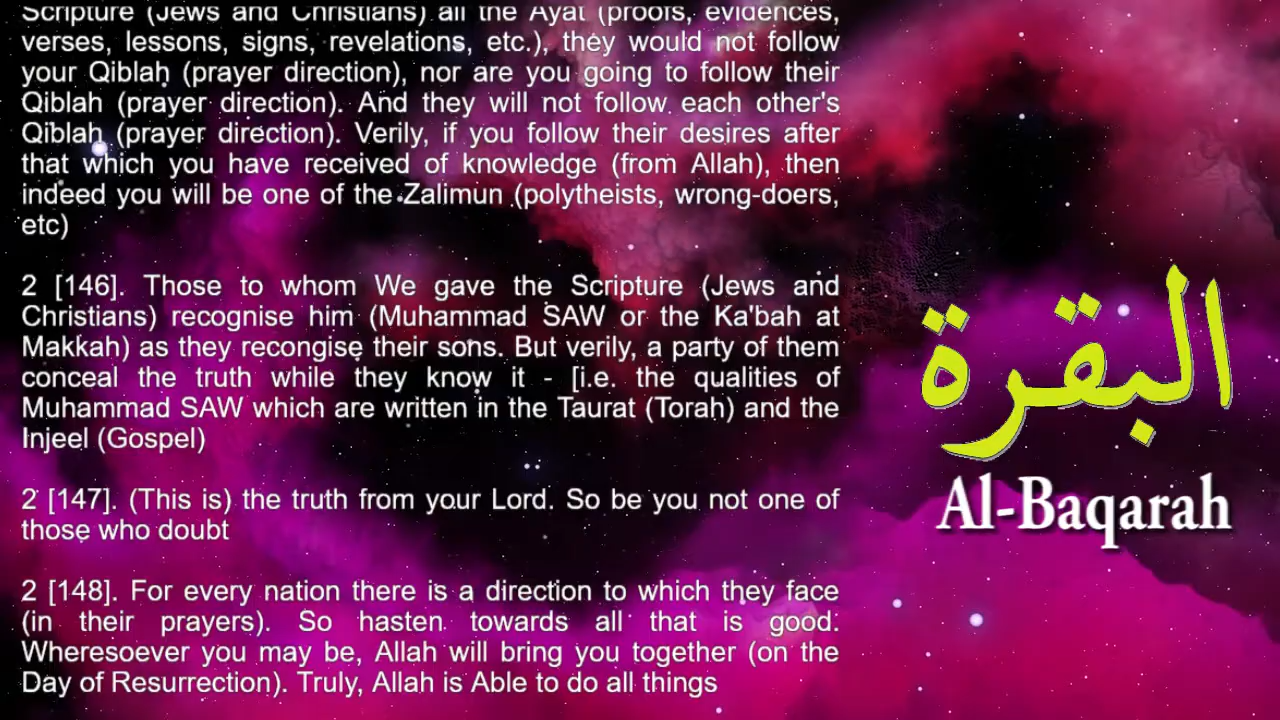 Scripture (Jews and Christians) all the Ayat (proofs, evidences,
verses, lessons, signs, revelations, etc.), they would not follow
your Qiblah (prayer direction), nor are you going to follow their
Qiblah (prayer direction). And they will not follow each other's
Qiblah (prayer direction). Verily, if you follow their desires after
that which you have received of knowledge (from Allah), then
indeed you will be one of the Zalimun (polytheists, wrong-doers,
etc)
2 [146]. Those to whom We gave the Scripture (Jews and
Christians) recognise him (Muhammad SAW or the Ka'bah at
Makkah) as they recongise their sons. But verily, a party of them
conceal the truth while they know it - [i.e. the qualities of
Muhammad SAW which are written in the Taurat (Torah) and the
Injeel (Gospel)
2 [147]. (This is) the truth from your Lord. So be you not one of
those who doubt
2 [148]. For every nation there is a direction to which they face
(in their prayers). So hasten towards all that is good.
Wheresoever you may be, Allah will bring you together (on the
Day of Resurrection). Truly, Allah is Able to do all things
البقرة
Al-Baqarah